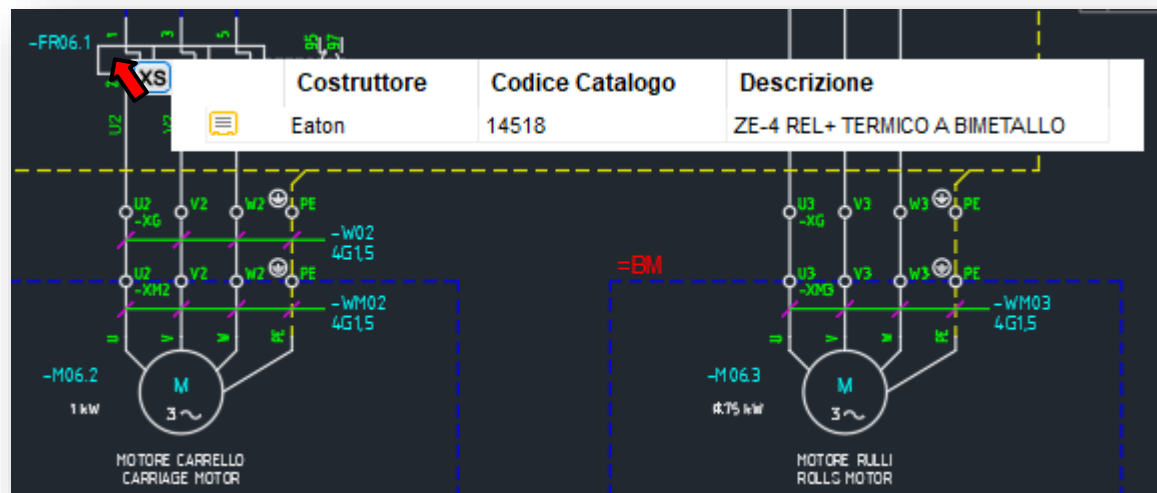 -FR06.1 1 3 5 95 97
2 XS Costruttore Codice Catalogo Descrizione
Eaton 14518 ZE-4 REL+ TERMICO A BIMETALLO
U2
U2 V2 W2 PE U3 V3 W3 PE
-XG -XG
-W02
4G1,5
=BM
U2 V2 W2 PE U3 V3 W3 PE
-XM2 -XM3
-WM02 -WM03
4G1,5 4G1,5
U V W PE U V W PE
-M06.2 M -M06.3 M
1 kW 3~ 3~
MOTORE CARRELLO MOTORE RULLI
CARRIAGE MOTOR ROLLS MOTOR